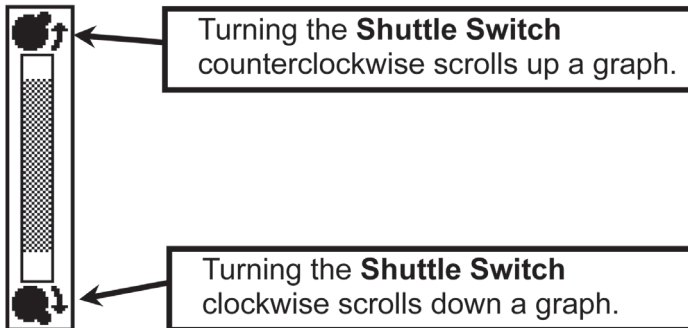 Turning the Shuttle Switch
counterclockwise scrolls up a graph.
Turning the Shuttle Switch
clockwise scrolls down a graph.